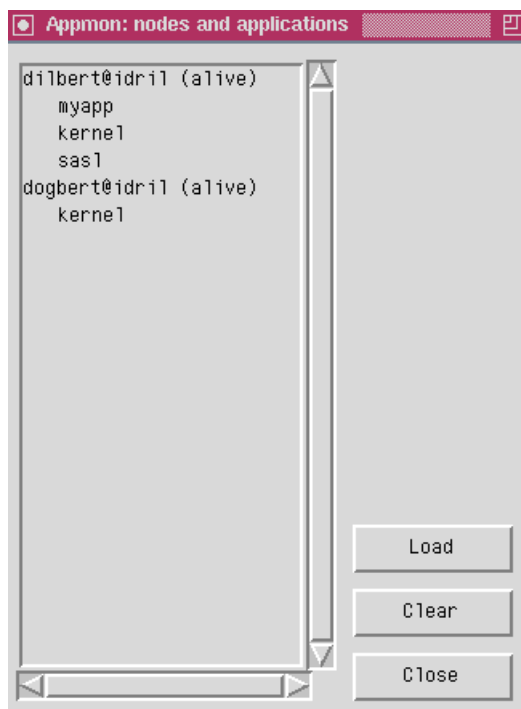 Appmon: nodes and applications
dilbert@idril (alive)
myapp
kernel
sasl
dogbert@idril (alive)
kernel
Load
Clear
Close